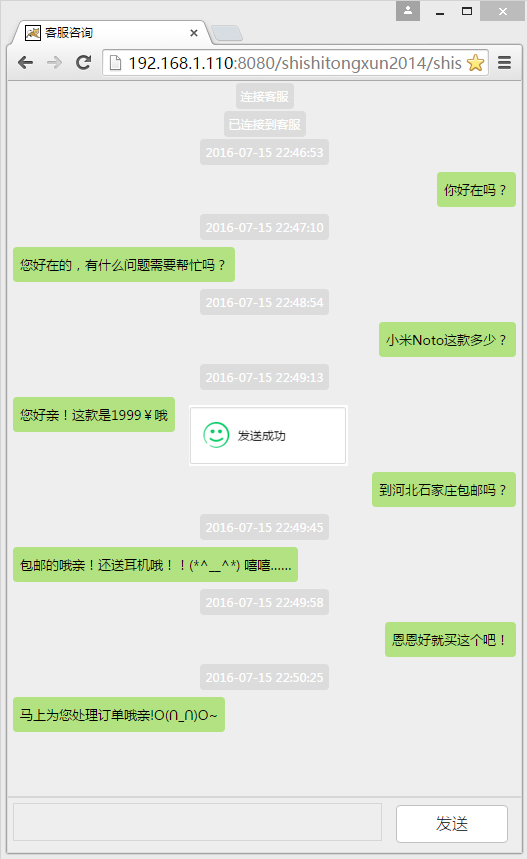 客服咨询
192.168.1.110:8080/shishitongxun2014/shis
连接客服
已连接到客服
2016-07-15 22:46:53
你好在吗？
2016-07-15 22:47:10
您好在的，有什么问题需要帮忙吗？
2016-07-15 22:48:54
小米Noto这款多少？
2016-07-15 22:49:13
您好亲！这款是1999￥哦
发送成功
到河北石家庄包邮吗？
2016-07-15 22:49:45
包邮的哦亲！还送耳机哦！！(*^__^*) 嘻嘻……
2016-07-15 22:49:58
恩恩好就买这个吧！
2016-07-15 22:50:25
马上为您处理订单哦亲!O(∩_∩)O~
发送